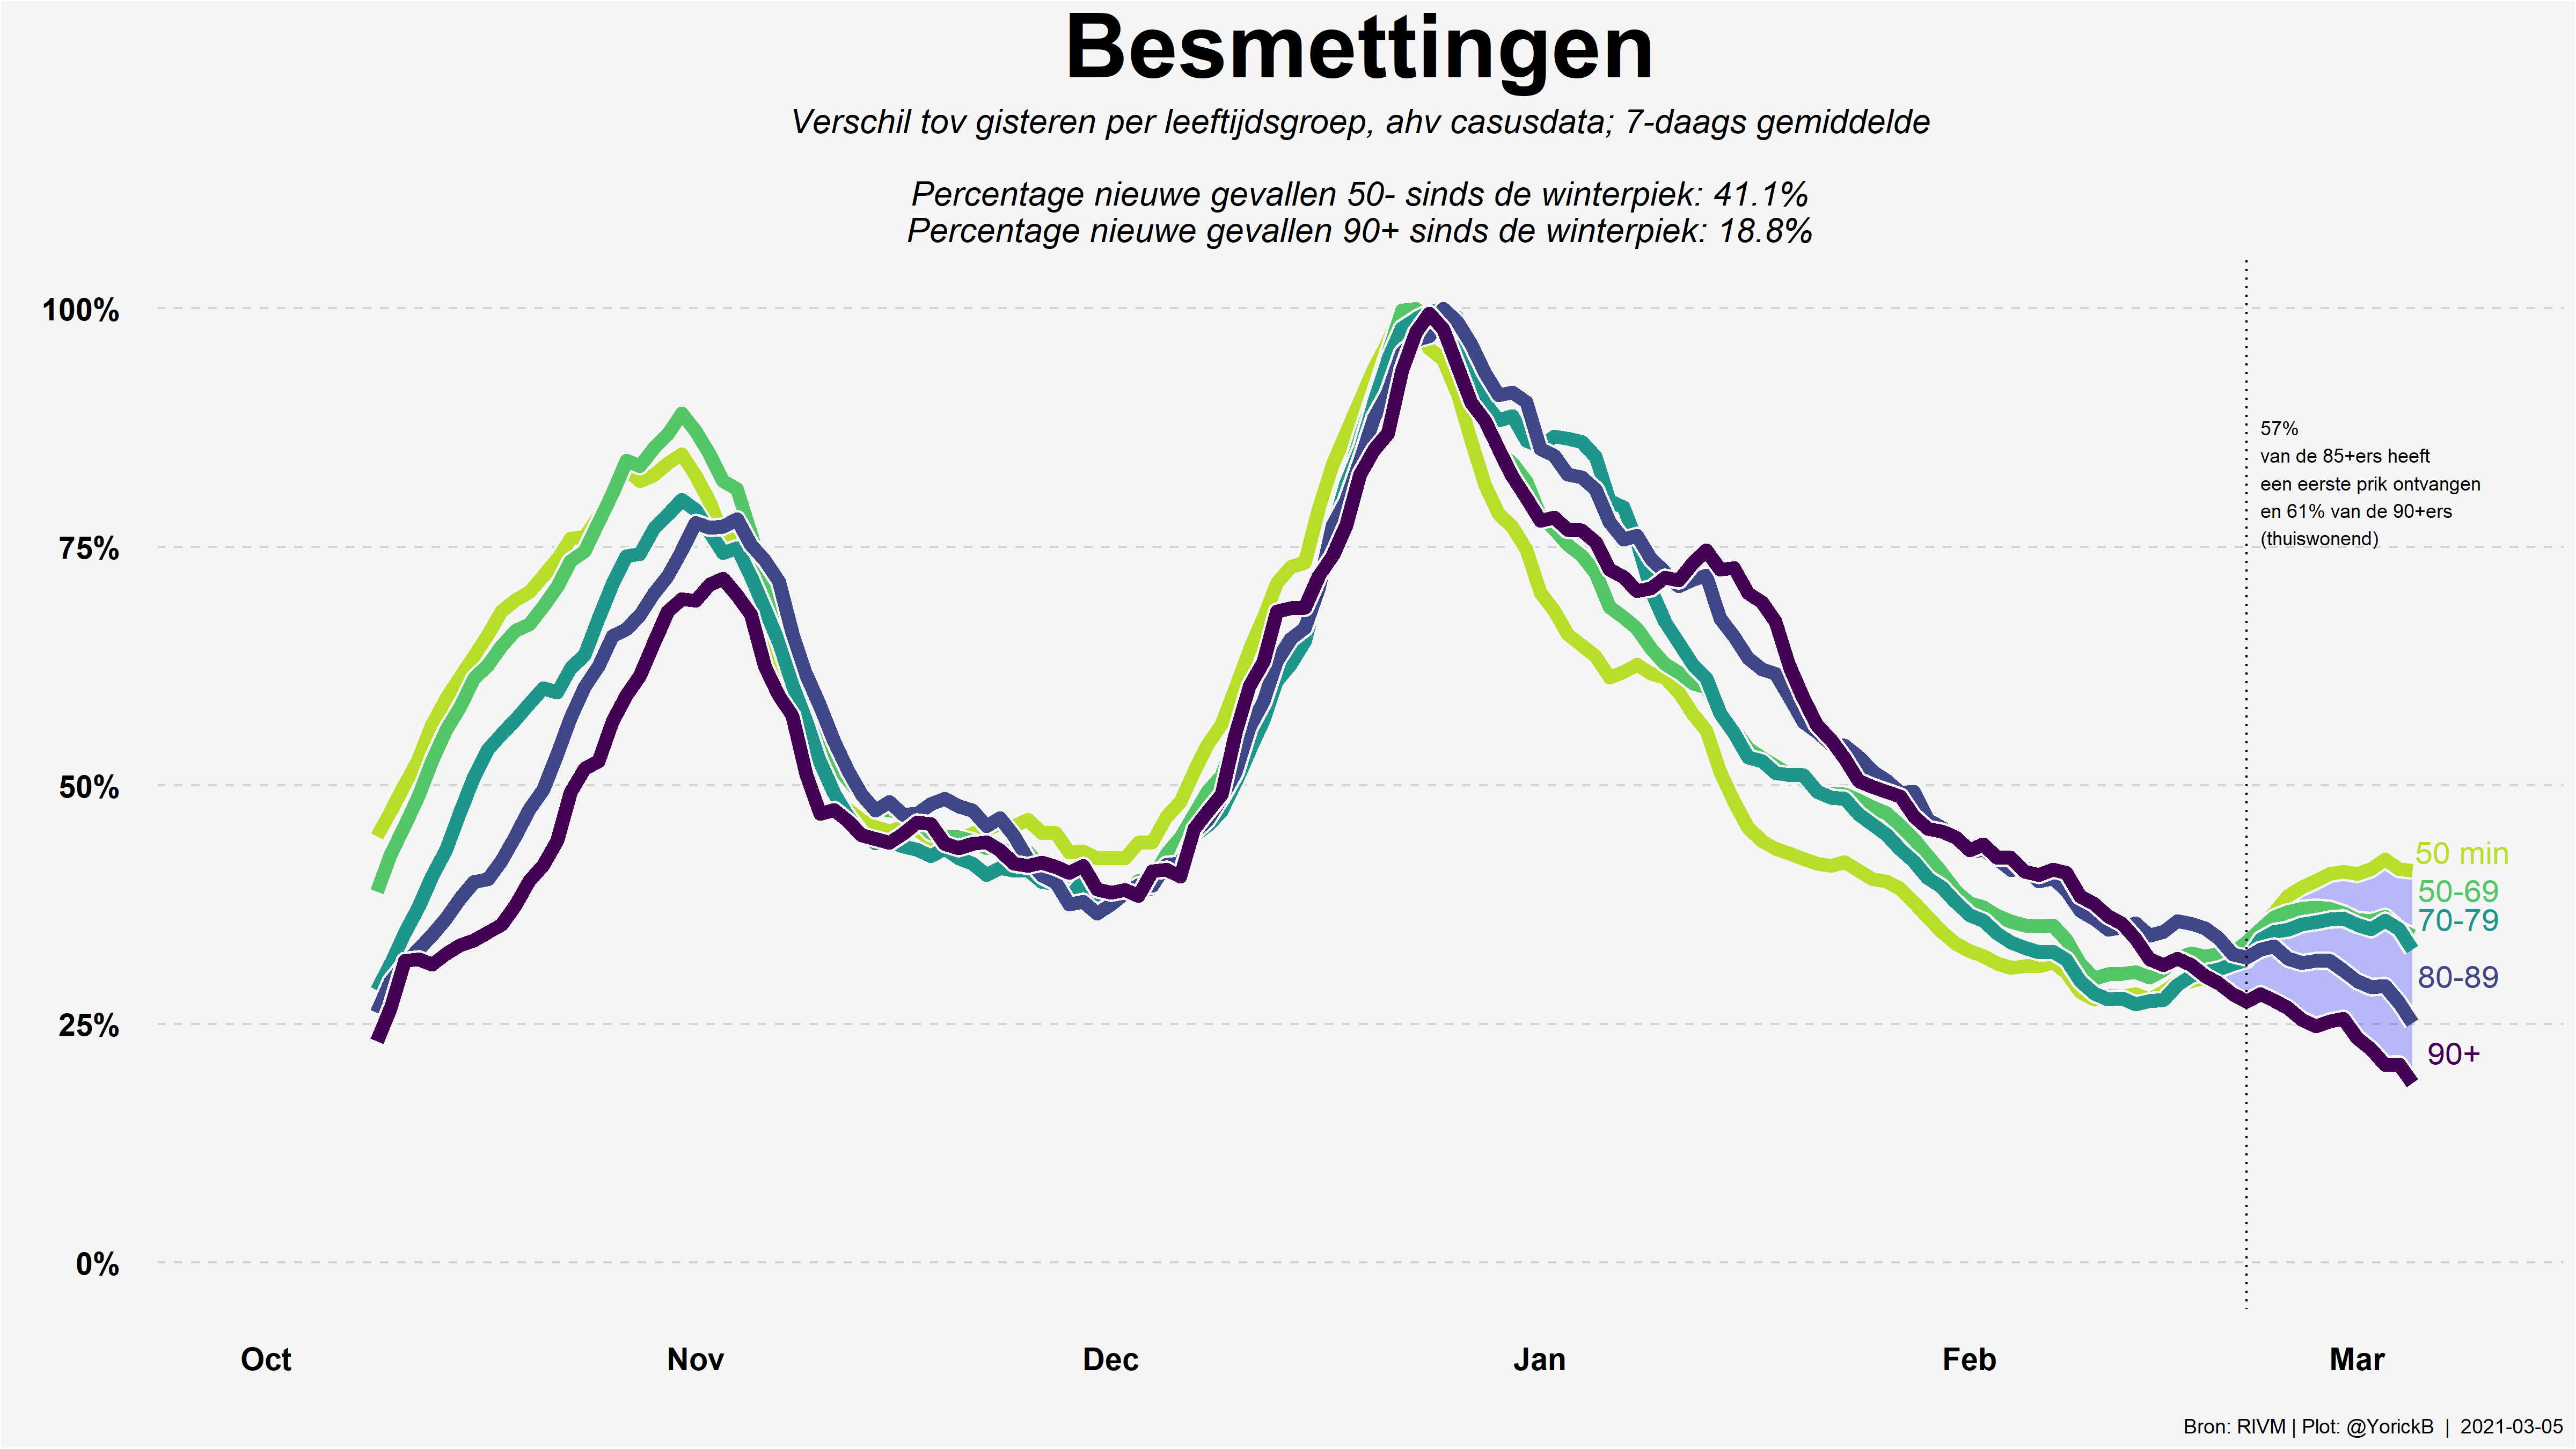 Besmettingen
Verschil tov gisteren per leeftijdsgroep, ahv casusdata; 7-daags gemiddelde
Percentage nieuwe gevallen 50- sinds de winterpiek: 41.1%
Percentage nieuwe gevallen 90+ sinds de winterpiek: 18.8%
100%
75%
50%
25%
0%
57%
van de 85+ers heeft
een eerste prik ontvangen
en 61% van de 90+ers
(thuiswonend)
50 min
50-69
70-79
80-89
90+
Oct
Nov
Dec
Jan
Feb
Mar
Bron: RIVM | Plot: @YorickB | 2021-03-05